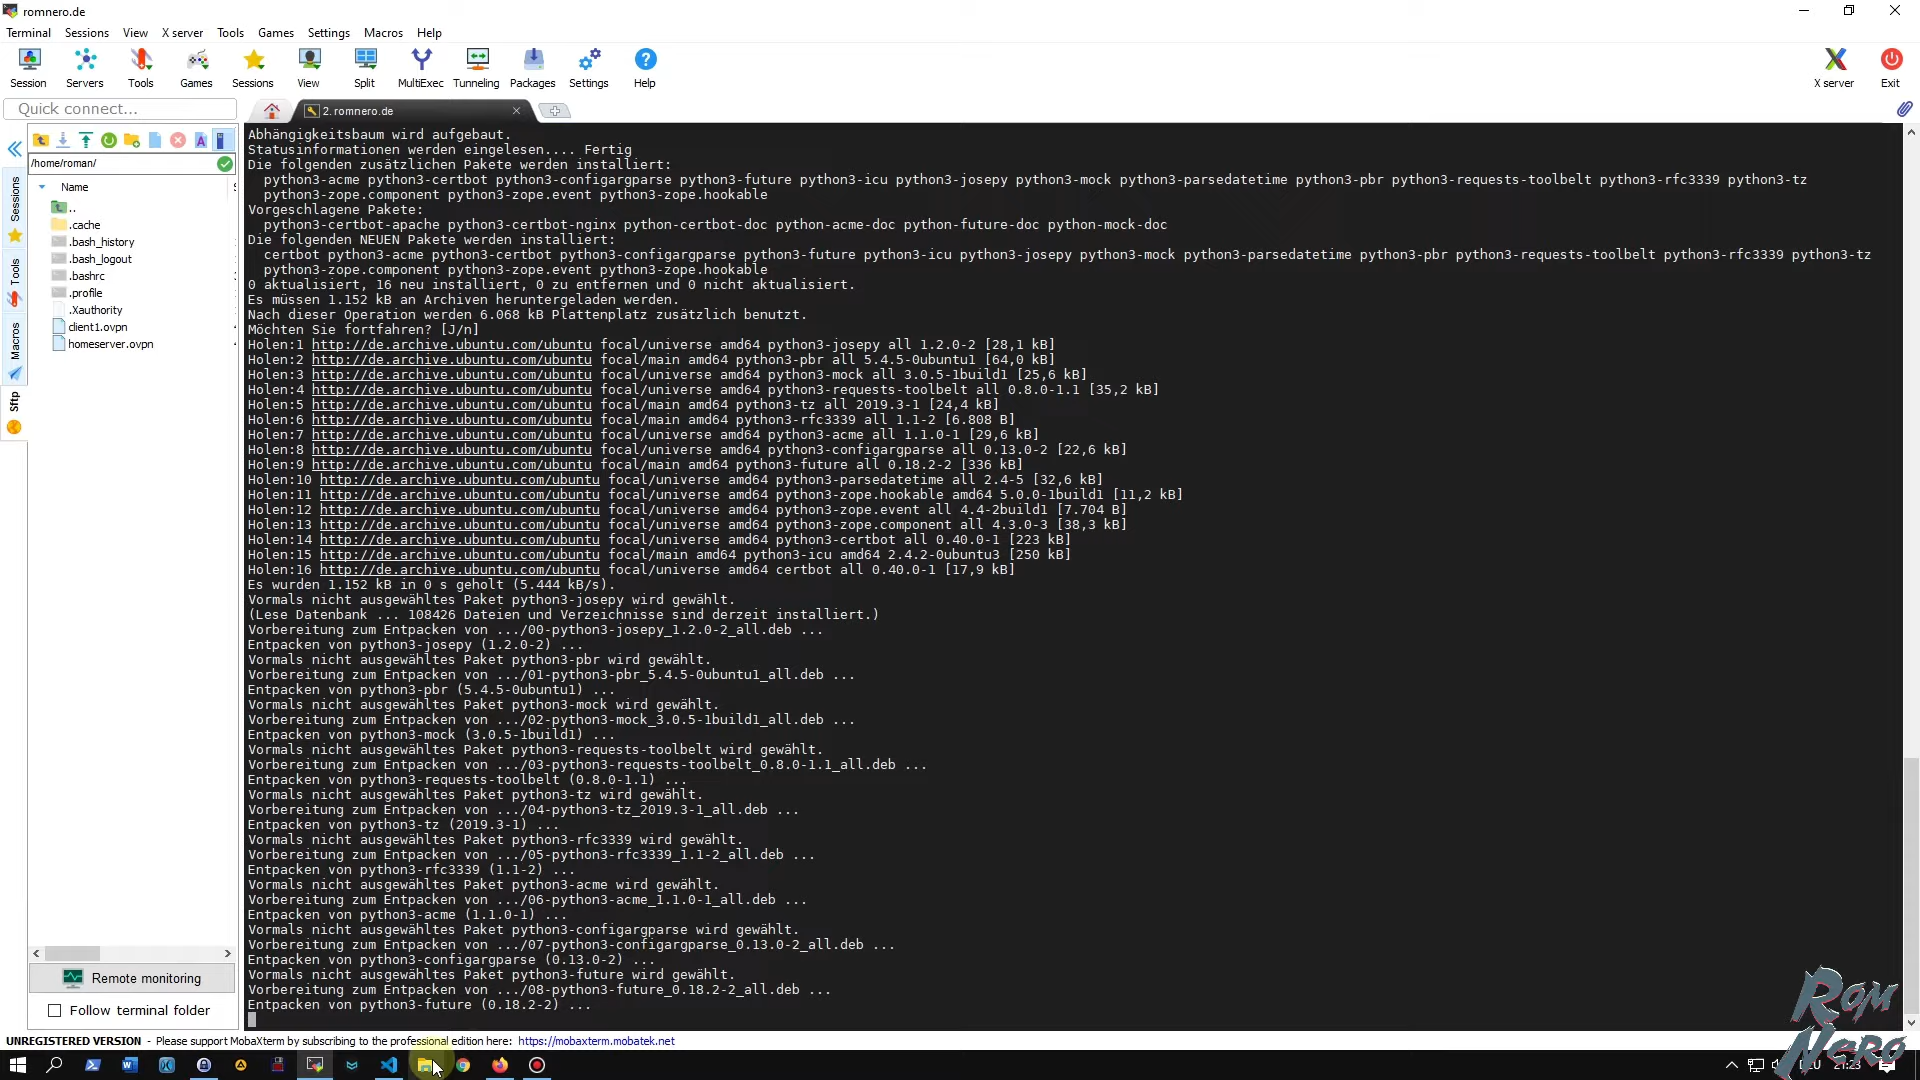 romnero.de
Terminal Sessions View X server Tools Games Settings Macros Help
Session Servers Tools Games Sessions View Split MultiExec Tunneling Packages Settings Help X server Exit
Quick connect...
2. romnero.de
/home/roman/
Name
..
.cache
.bash_history
.bash_logout
.bashrc
.profile
.Xauthority
client1.ovpn
homeserver.ovpn
Sessions
Tools
Macros
Sftp
Remote monitoring
Follow terminal folder
Abhängigkeitsbaum wird aufgebaut.
Statusinformationen werden eingelesen.... Fertig
Die folgenden zusätzlichen Pakete werden installiert:
python3-acme python3-certbot python3-configargparse python3-future python3-icu python3-josepy python3-mock python3-parsedatetime python3-pbr python3-requests-toolbelt python3-rfc3339 python3-tz
python3-zope.component python3-zope.event python3-zope.hookable
Vorgeschlagene Pakete:
python3-certbot-apache python3-certbot-nginx python-certbot-doc python-acme-doc python-future-doc python-mock-doc
Die folgenden NEUEN Pakete werden installiert:
certbot python3-acme python3-certbot python3-configargparse python3-future python3-icu python3-josepy python3-mock python3-parsedatetime python3-pbr python3-requests-toolbelt python3-rfc3339 python3-tz
python3-zope.component python3-zope.event python3-zope.hookable
0 aktualisiert, 16 neu installiert, 0 zu entfernen und 0 nicht aktualisiert.
Es müssen 1.152 kB an Archiven heruntergeladen werden.
Nach dieser Operation werden 6.068 kB Plattenplatz zusätzlich benutzt.
Möchten Sie fortfahren? [J/n]
Holen:1 http://de.archive.ubuntu.com/ubuntu focal/universe amd64 python3-josepy all 1.2.0-2 [28,1 kB]
Holen:2 http://de.archive.ubuntu.com/ubuntu focal/main amd64 python3-pbr all 5.4.5-0ubuntu1 [64,0 kB]
Holen:3 http://de.archive.ubuntu.com/ubuntu focal/universe amd64 python3-mock all 3.0.5-1build1 [25,6 kB]
Holen:4 http://de.archive.ubuntu.com/ubuntu focal/universe amd64 python3-requests-toolbelt all 0.8.0-1.1 [35,2 kB]
Holen:5 http://de.archive.ubuntu.com/ubuntu focal/main amd64 python3-tz all 2019.3-1 [24,4 kB]
Holen:6 http://de.archive.ubuntu.com/ubuntu focal/main amd64 python3-rfc3339 all 1.1-2 [6.808 B]
Holen:7 http://de.archive.ubuntu.com/ubuntu focal/universe amd64 python3-acme all 1.1.0-1 [29,6 kB]
Holen:8 http://de.archive.ubuntu.com/ubuntu focal/universe amd64 python3-configargparse all 0.13.0-2 [22,6 kB]
Holen:9 http://de.archive.ubuntu.com/ubuntu focal/main amd64 python3-future all 0.18.2-2 [336 kB]
Holen:10 http://de.archive.ubuntu.com/ubuntu focal/universe amd64 python3-parsedatetime all 2.4-5 [32,6 kB]
Holen:11 http://de.archive.ubuntu.com/ubuntu focal/universe amd64 python3-zope.hookable amd64 5.0.0-1build1 [11,2 kB]
Holen:12 http://de.archive.ubuntu.com/ubuntu focal/universe amd64 python3-zope.event all 4.4-2build1 [7.704 B]
Holen:13 http://de.archive.ubuntu.com/ubuntu focal/universe amd64 python3-zope.component all 4.3.0-3 [38,3 kB]
Holen:14 http://de.archive.ubuntu.com/ubuntu focal/universe amd64 python3-certbot all 0.40.0-1 [223 kB]
Holen:15 http://de.archive.ubuntu.com/ubuntu focal/main amd64 python3-icu amd64 2.4.2-0ubuntu3 [250 kB]
Holen:16 http://de.archive.ubuntu.com/ubuntu focal/universe amd64 certbot all 0.40.0-1 [17,9 kB]
Es wurden 1.152 kB in 0 s geholt (5.444 kB/s).
Vormals nicht ausgewähltes Paket python3-josepy wird gewählt.
(Lese Datenbank ... 108426 Dateien und Verzeichnisse sind derzeit installiert.)
Vorbereitung zum Entpacken von .../00-python3-josepy_1.2.0-2_all.deb ...
Entpacken von python3-josepy (1.2.0-2) ...
Vormals nicht ausgewähltes Paket python3-pbr wird gewählt.
Vorbereitung zum Entpacken von .../01-python3-pbr_5.4.5-0ubuntu1_all.deb ...
Entpacken von python3-pbr (5.4.5-0ubuntu1) ...
Vormals nicht ausgewähltes Paket python3-mock wird gewählt.
Vorbereitung zum Entpacken von .../02-python3-mock_3.0.5-1build1_all.deb ...
Entpacken von python3-mock (3.0.5-1build1) ...
Vormals nicht ausgewähltes Paket python3-requests-toolbelt wird gewählt.
Vorbereitung zum Entpacken von .../03-python3-requests-toolbelt_0.8.0-1.1_all.deb ...
Entpacken von python3-requests-toolbelt (0.8.0-1.1) ...
Vormals nicht ausgewähltes Paket python3-tz wird gewählt.
Vorbereitung zum Entpacken von .../04-python3-tz_2019.3-1_all.deb ...
Entpacken von python3-tz (2019.3-1) ...
Vormals nicht ausgewähltes Paket python3-rfc3339 wird gewählt.
Vorbereitung zum Entpacken von .../05-python3-rfc3339_1.1-2_all.deb ...
Entpacken von python3-rfc3339 (1.1-2) ...
Vormals nicht ausgewähltes Paket python3-acme wird gewählt.
Vorbereitung zum Entpacken von .../06-python3-acme_1.1.0-1_all.deb ...
Entpacken von python3-acme (1.1.0-1) ...
Vormals nicht ausgewähltes Paket python3-configargparse wird gewählt.
Vorbereitung zum Entpacken von .../07-python3-configargparse_0.13.0-2_all.deb ...
Entpacken von python3-configargparse (0.13.0-2) ...
Vormals nicht ausgewähltes Paket python3-future wird gewählt.
Vorbereitung zum Entpacken von .../08-python3-future_0.18.2-2_all.deb ...
Entpacken von python3-future (0.18.2-2) ...
UNREGISTERED VERSION - Please support MobaXterm by subscribing to the professional edition here: https://mobaxterm.mobatek.net
21:23
Rom
Nero